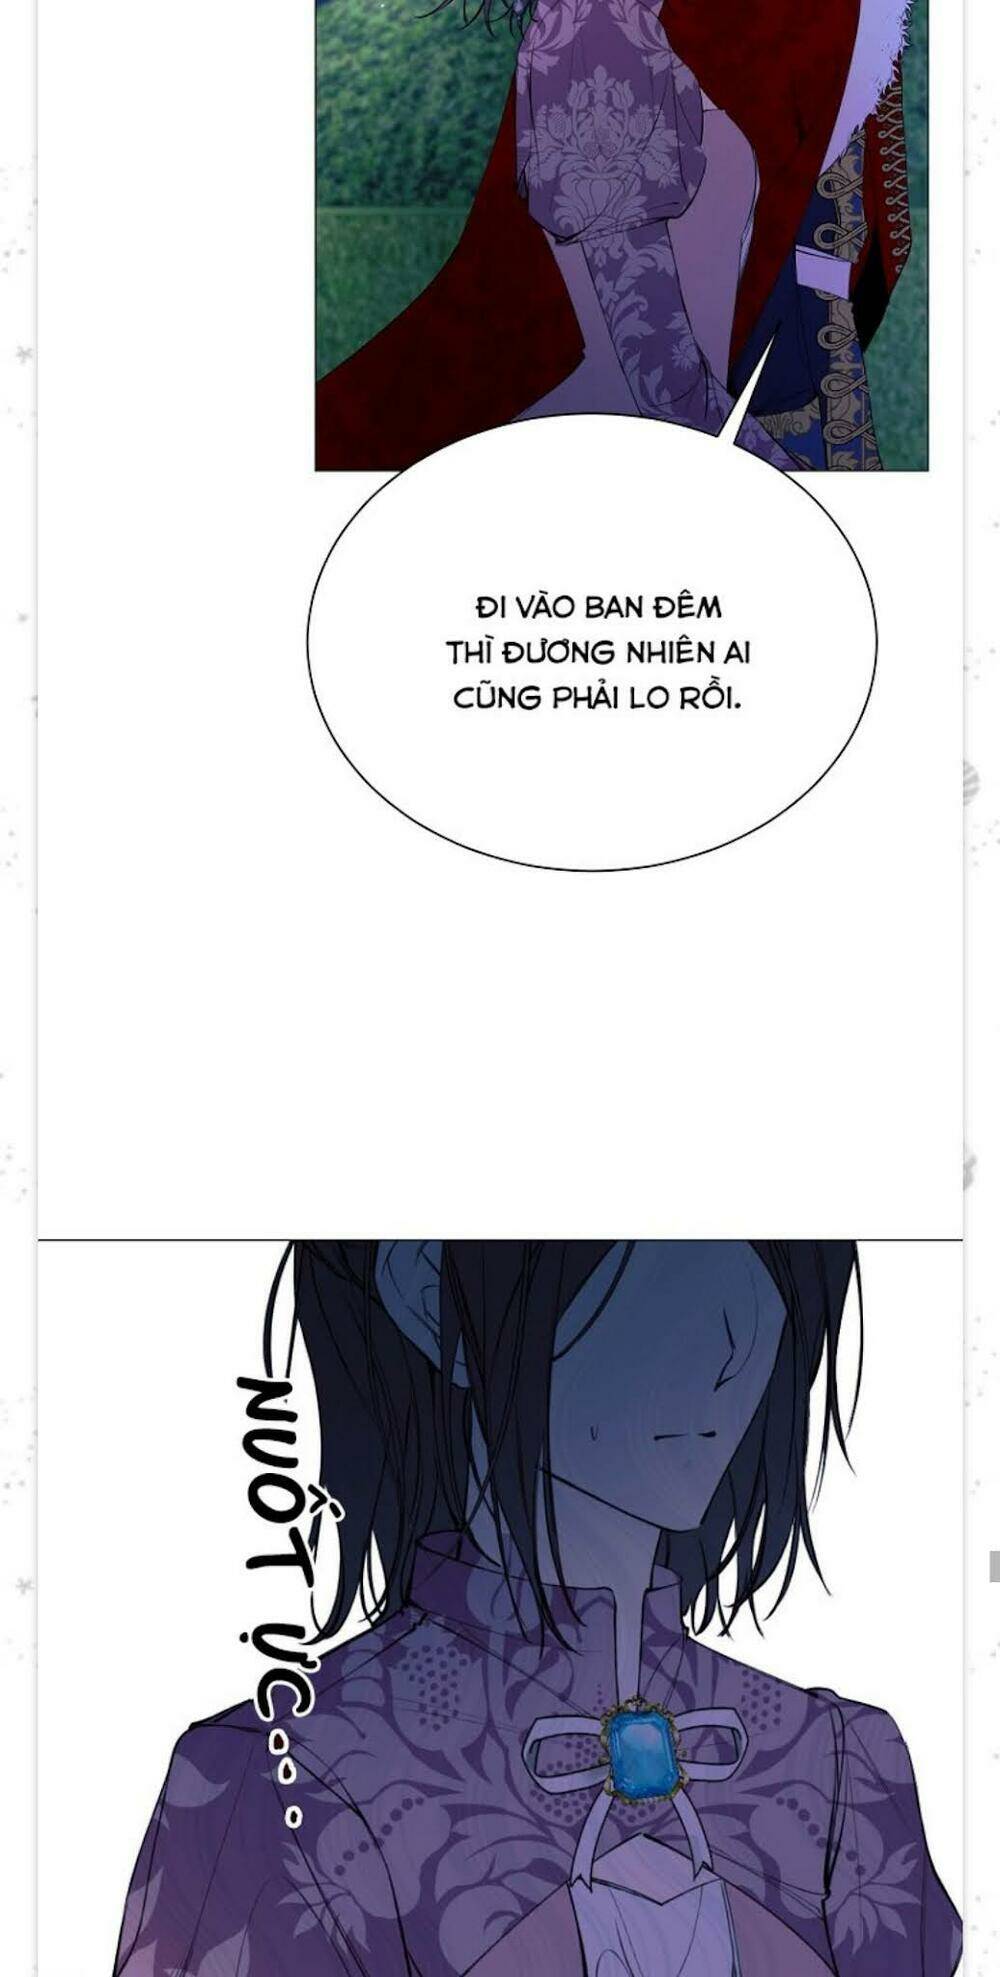 ĐI VÀO BAN ĐÊM
THÌ ĐƯƠNG NHIÊN AI
CŨNG PHẢI LO RỒI.
NUỐT ỰC...